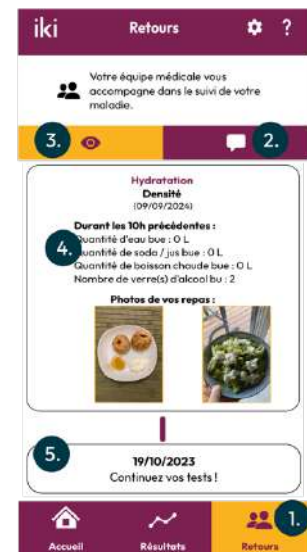 iki Retours ?
Votre équipe médicale vous
accompagne dans le suivi de votre
maladie.
3. 2.
Hydratation
Densité
(09/09/2024)
Durant les 10h précédentes :
4. Quantité d'eau bue : 0 L
Quantité de soda / jus bue : 0 L
Quantité de boisson chaude bue : 0 L
Nombre de verre(s) d'alcool bu : 2
Photos de vos repas :
5. 19/10/2023
Continuez vos tests !
1.
Accueil Résultats Retours